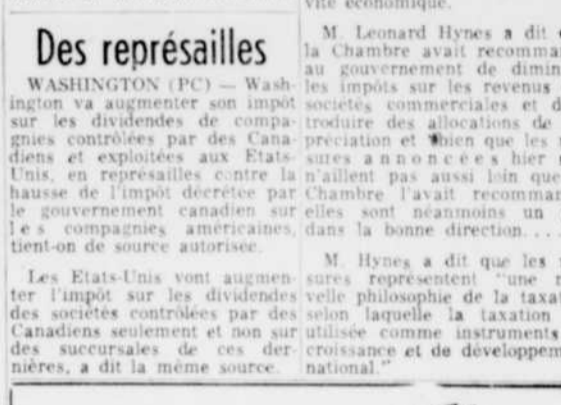 Des représailles
WASHINGTON (PC) — Wash-
ington va augmenter son impôt
sur les dividendes de compa-
gnies contrôlées par des Cana-
diens et exploitées aux Etats-
Unis, en représailles contre la
hausse de l'impôt décrétée par
le gouvernement canadien sur
les compagnies américaines,
tient-on de source autorisée.
Les Etats-Unis vont augmen-
ter l'impôt sur les dividendes
des sociétés contrôlées par des
Canadiens seulement et non sur
des succursales de ces der-
nières, a dit la même source.
vité économique.
M. Leonard Hynes a dit
la Chambre avait recomman
au gouvernement de dimin
les impôts sur les revenus
sociétés commerciales et d
troduire des allocations de
préciation et bien que les
sures annoncées hier
n'aillent pas aussi loin que
Chambre l'avait recomman
elles sont néanmoins un
dans la bonne direction....
M. Hynes a dit que les
sures représentent "une n
velle philosophie de la taxat
selon laquelle la taxation
utilisée comme instruments
croissance et de développem
national."